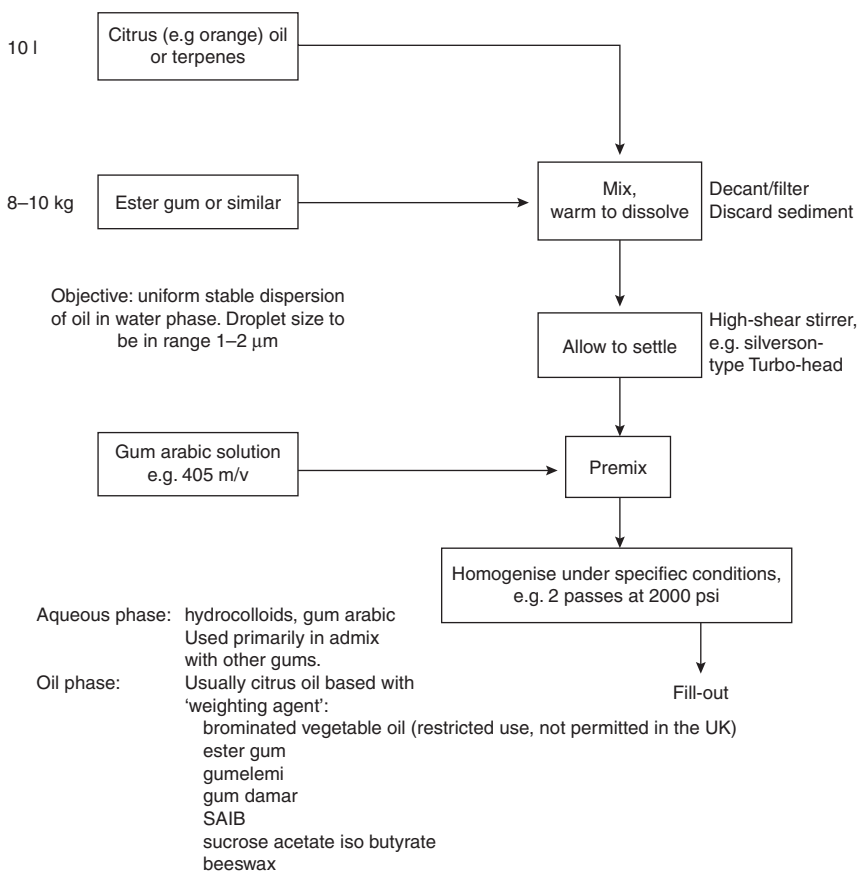 10 l
Citrus (e.g orange) oil
or terpenes
8–10 kg
Ester gum or similar
Mix,
warm to dissolve
Decant/filter
Discard sediment
Objective: uniform stable dispersion
of oil in water phase. Droplet size to
be in range 1–2 μm
Allow to settle
High-shear stirrer,
e.g. silverson-
type Turbo-head
Gum arabic solution
e.g. 405 m/v
Premix
Homogenise under specifiec conditions,
e.g. 2 passes at 2000 psi
Fill-out
Aqueous phase: hydrocolloids, gum arabic
Used primarily in admix
with other gums.
Oil phase: Usually citrus oil based with
‘weighting agent’:
brominated vegetable oil (restricted use, not permitted in the UK)
ester gum
gumelemi
gum damar
SAIB
sucrose acetate iso butyrate
beeswax